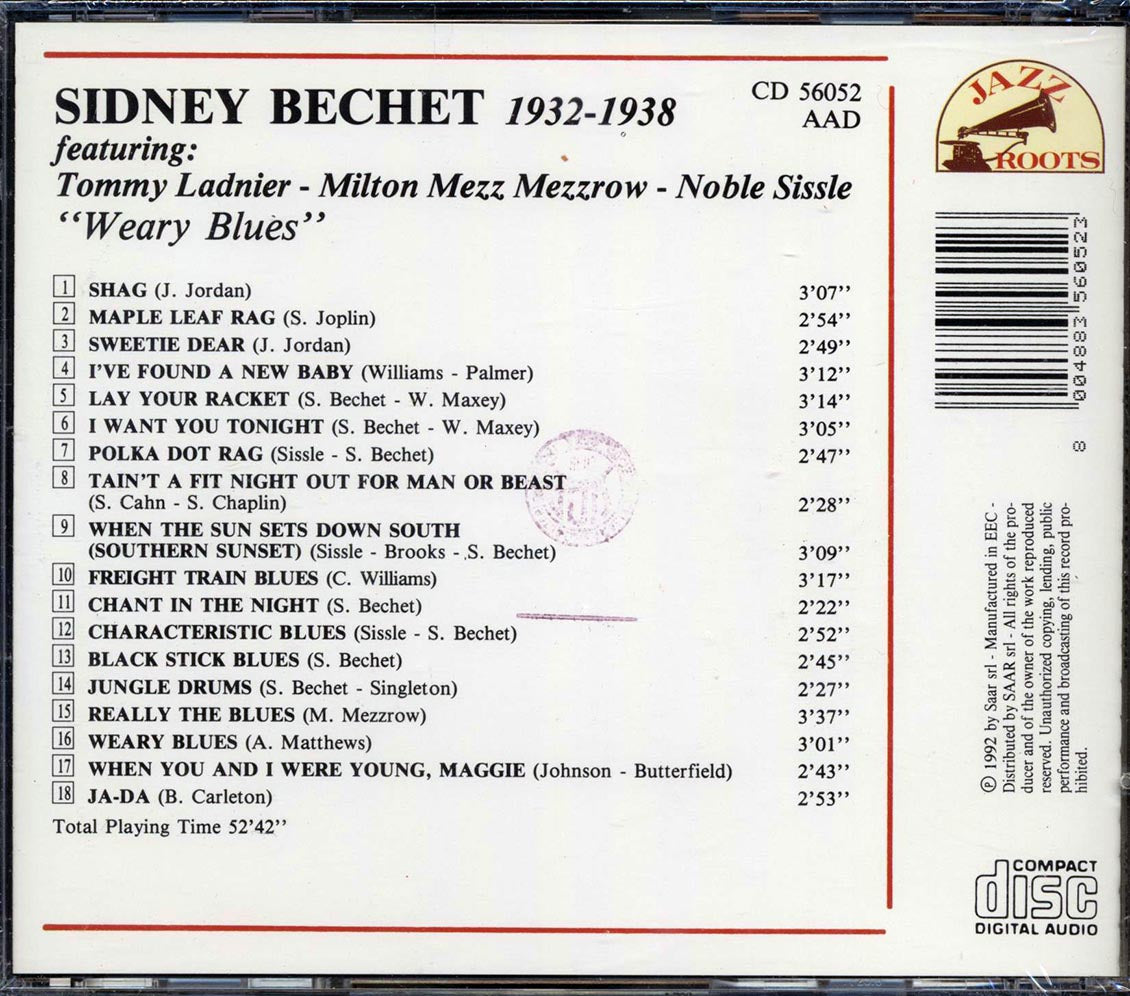 SIDNEY BECHET 1932-1938
CD 56052
AAD
featuring:
Tommy Ladnier - Milton Mezz Mezzrow - Noble Sissle
“Weary Blues”
1 SHAG (J. Jordan) 3’07’’
2 MAPLE LEAF RAG (S. Joplin) 2’54’’
3 SWEETIE DEAR (J. Jordan) 2’49’’
4 I’VE FOUND A NEW BABY (Williams - Palmer) 3’12’’
5 LAY YOUR RACKET (S. Bechet - W. Maxey) 3’14’’
6 I WANT YOU TONIGHT (S. Bechet - W. Maxey) 3’05’’
7 POLKA DOT RAG (Sissle - S. Bechet) 2’47’’
8 TAIN’T A FIT NIGHT OUT FOR MAN OR BEAST
(S. Cahn - S. Chaplin) 2’28’’
9 WHEN THE SUN SETS DOWN SOUTH
(SOUTHERN SUNSET) (Sissle - Brooks - S. Bechet) 3’09’’
10 FREIGHT TRAIN BLUES (C. Williams) 3’17’’
11 CHANT IN THE NIGHT (S. Bechet) 2’22’’
12 CHARACTERISTIC BLUES (Sissle - S. Bechet) 2’52’’
13 BLACK STICK BLUES (S. Bechet) 2’45’’
14 JUNGLE DRUMS (S. Bechet - Singleton) 2’27’’
15 REALLY THE BLUES (M. Mezzrow) 3’37’’
16 WEARY BLUES (A. Matthews) 3’01’’
17 WHEN YOU AND I WERE YOUNG, MAGGIE (Johnson - Butterfield) 2’43’’
18 JA-DA (B. Carleton) 2’53’’
Total Playing Time 52’42’’
JAZZ
ROOTS
8 004883 560523
℗ 1992 by Saar srl - Manufactured in EEC -
Distributed by SAAR srl - All rights of the pro-
ducer and of the owner of the work reproduced
reserved. Unauthorized copying, lending, public
performance and broadcasting of this record pro-
hibited.
COMPACT
disc
DIGITAL AUDIO